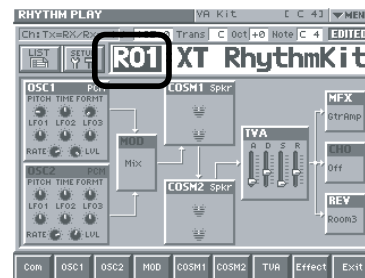 RHYTHM PLAY VA Kit [ C 4] ▼MEN
Ch: Tx=RX/Rx Trans C Oct +0 Note C 4 EDITED
LIST SETUP R01 XT RhythmKit
OSC1 PCM COSM1 Spkr
PITCH TIME FORMT MFX
LFO1 LFO2 LFO3 GtrAmp
RATE LVL MOD TVA
Mix A D S R CHO
OSC2 PCM Off
PITCH TIME FORMT COSM2 Spkr
LFO1 LFO2 LFO3 REV
RATE LVL Room3
Com OSC1 OSC2 MOD COSM1 COSM2 TVA Effect Exit